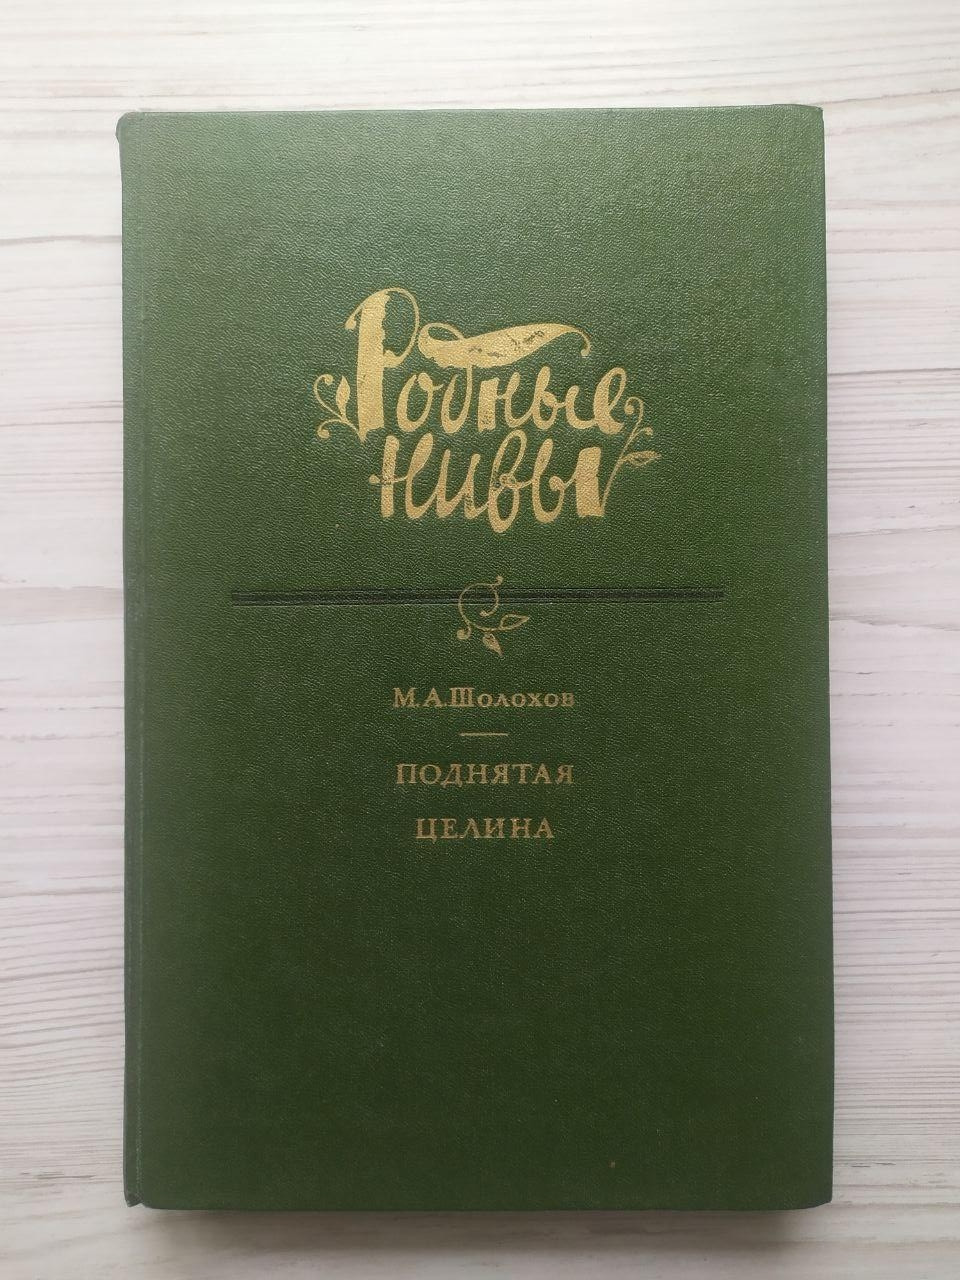 Родные
нивы
М.А.Шолохов
ПОДНЯТАЯ
ЦЕЛИНА